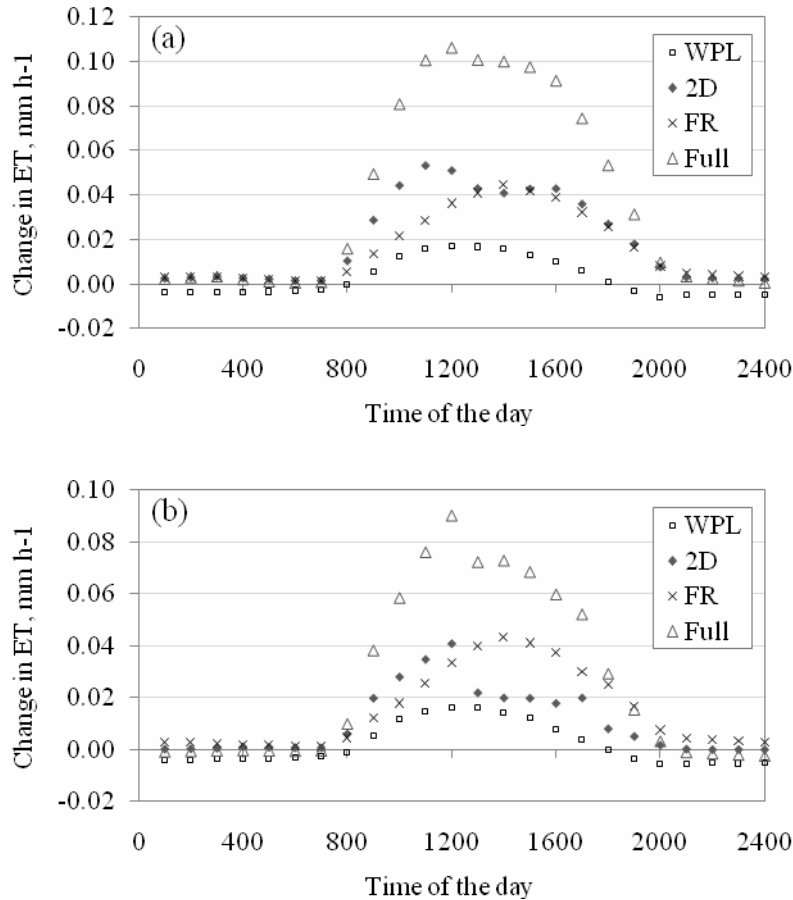 (a)
Change in ET, mm h-1
0.12
0.10
0.08
0.06
0.04
0.02
0.00
-0.02
WPL
2D
FR
Full
0 400 800 1200 1600 2000 2400
Time of the day
(b)
Change in ET, mm h-1
0.10
0.08
0.06
0.04
0.02
0.00
-0.02
WPL
2D
FR
Full
0 400 800 1200 1600 2000 2400
Time of the day